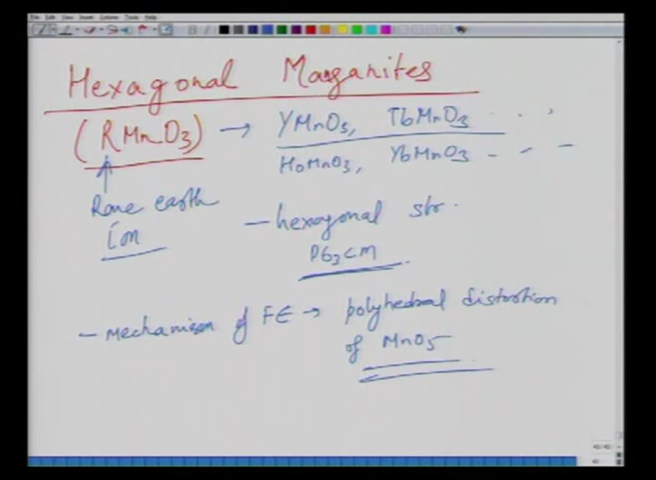 Hexagonal Manganites
(RMnO3) → YMnO3, TbMnO3 . . ,
HoMnO3, YbMnO3 - - -
Rare earth
ion
- hexagonal str.
P63cm
- Mechanism of FE → polyhedral distortion
of MnO5